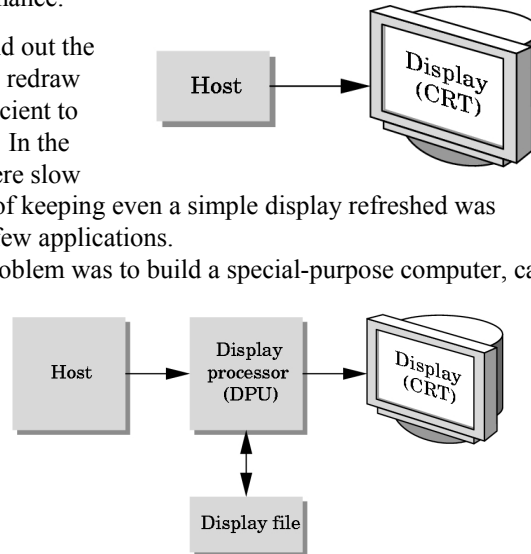 nance.
d out the
redraw
cient to
In the
ere slow
Host
Display
(CRT)
of keeping even a simple display refreshed was
few applications.
oblem was to build a special-purpose computer, ca
Host
Display
processor
(DPU)
Display
(CRT)
Display file